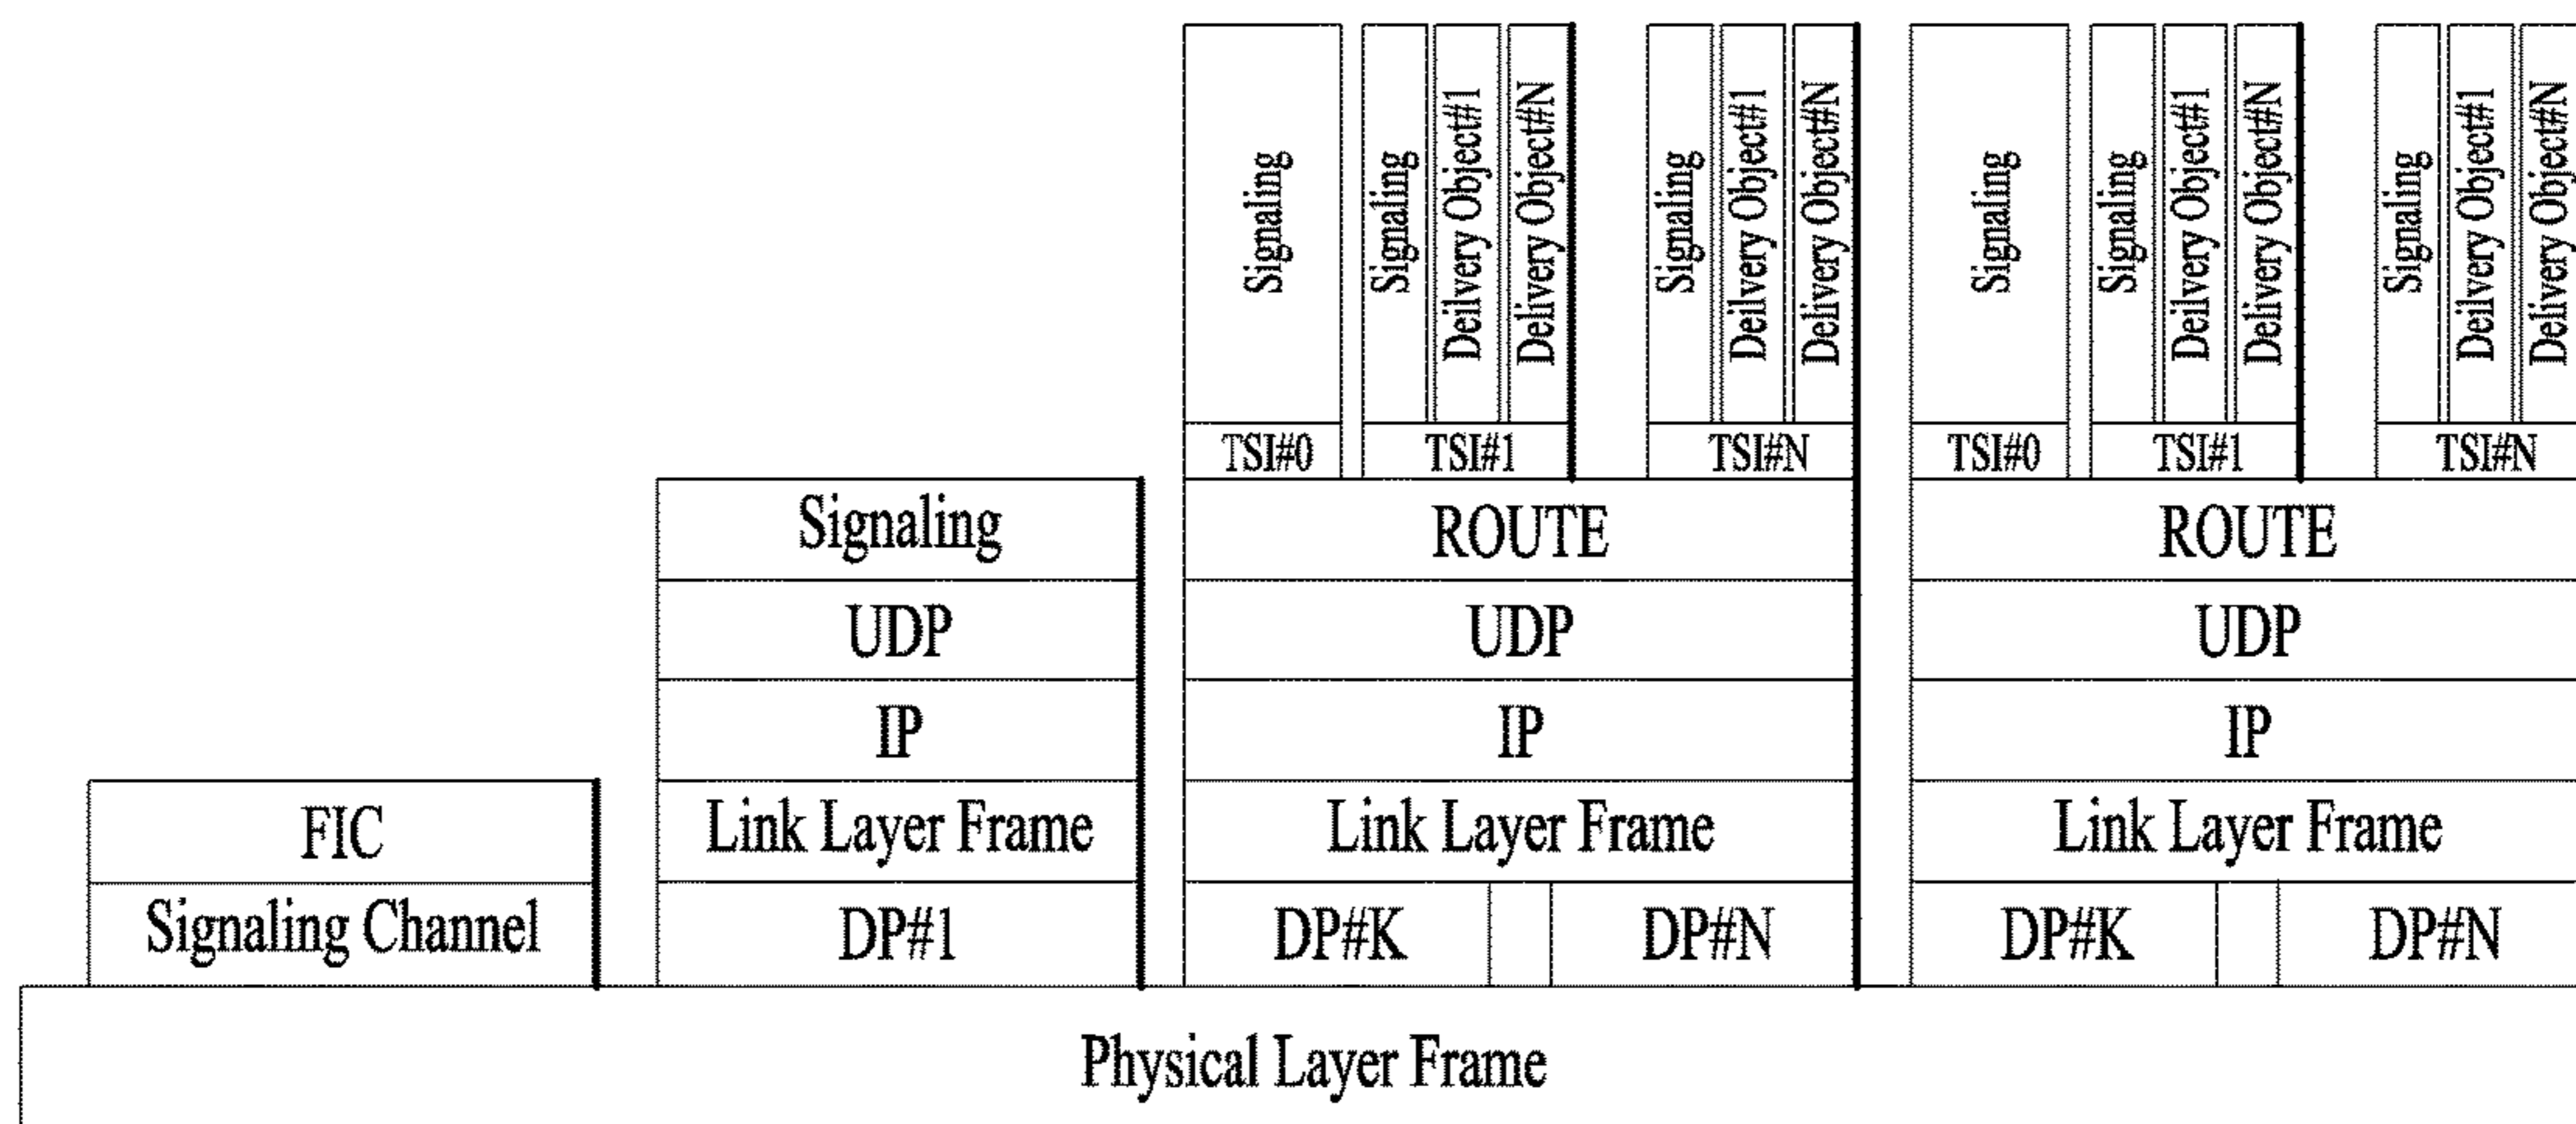 Signaling
Signaling
Deilvery Object#1
Delivery Object#N
Signaling
Deilvery Object#1
Delivery Object#N
Signaling
Signaling
Deilvery Object#1
Delivery Object#N
Signaling
Deilvery Object#1
Delivery Object#N
TSI#0
TSI#1
TSI#N
TSI#0
TSI#1
TSI#N
Signaling
ROUTE
ROUTE
UDP
UDP
UDP
IP
IP
IP
FIC
Link Layer Frame
Link Layer Frame
Link Layer Frame
Signaling Channel
DP#1
DP#K
DP#N
DP#K
DP#N
Physical Layer Frame